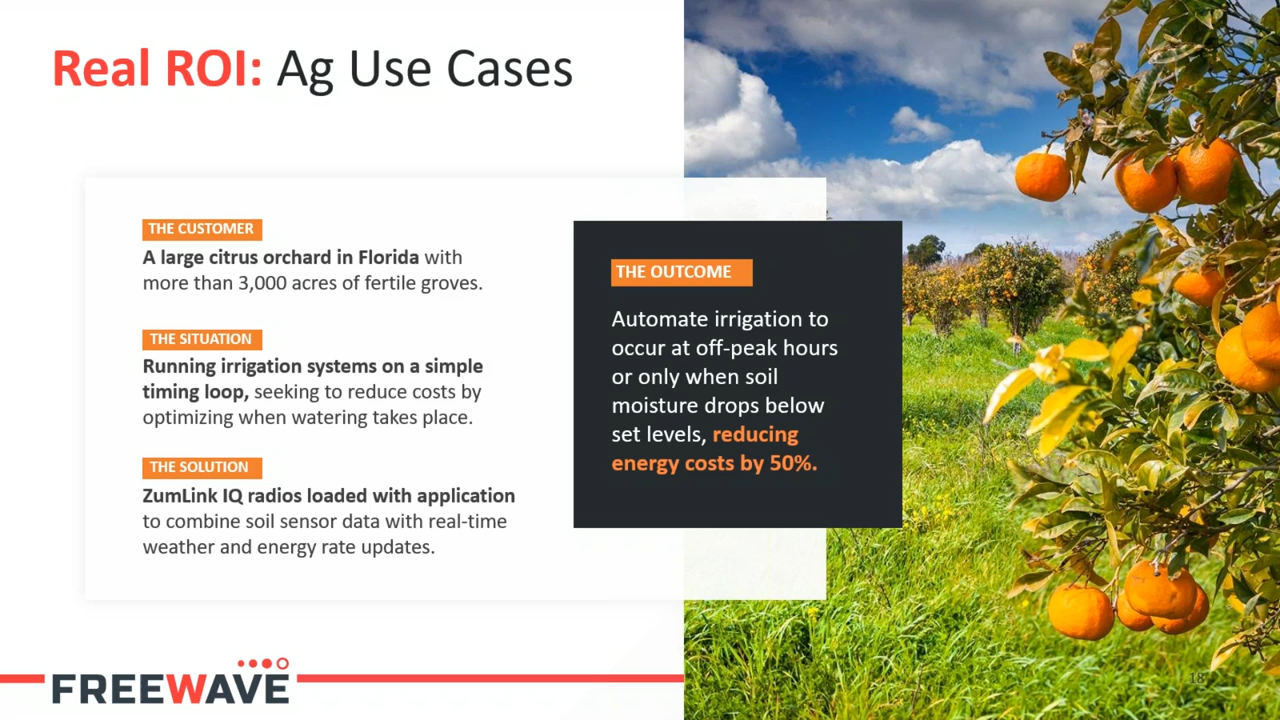 Real ROI: Ag Use Cases
THE CUSTOMER
A large citrus orchard in Florida with
more than 3,000 acres of fertile groves.
THE SITUATION
Running irrigation systems on a simple
timing loop, seeking to reduce costs by
optimizing when watering takes place.
THE SOLUTION
ZumLink IQ radios loaded with application
to combine soil sensor data with real-time
weather and energy rate updates.
THE OUTCOME
Automate irrigation to
occur at off-peak hours
or only when soil
moisture drops below
set levels, reducing
energy costs by 50%.
FREEWAVE
18